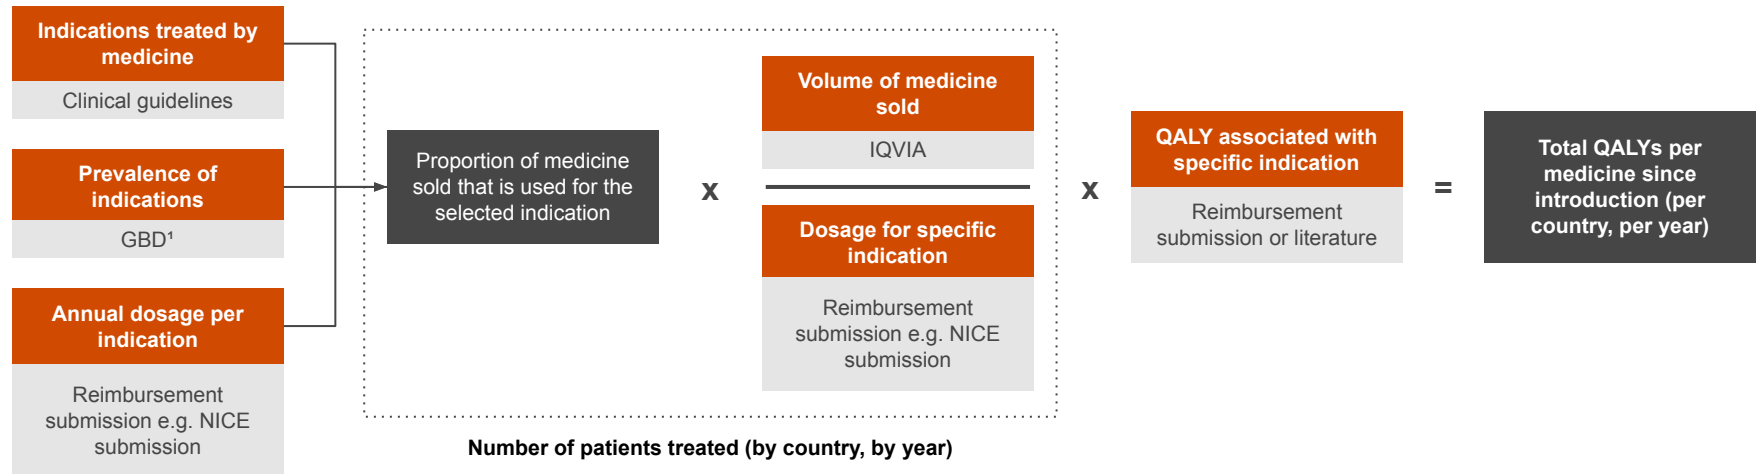 Indications treated by
medicine
Clinical guidelines
Prevalence of
indications
GBD¹
Annual dosage per
indication
Reimbursement
submission e.g. NICE
submission
Proportion of medicine
sold that is used for the
selected indication
x
Volume of medicine
sold
IQVIA
Dosage for specific
indication
Reimbursement
submission e.g. NICE
submission
Number of patients treated (by country, by year)
x
QALY associated with
specific indication
Reimbursement
submission or literature
=
Total QALYs per
medicine since
introduction (per
country, per year)